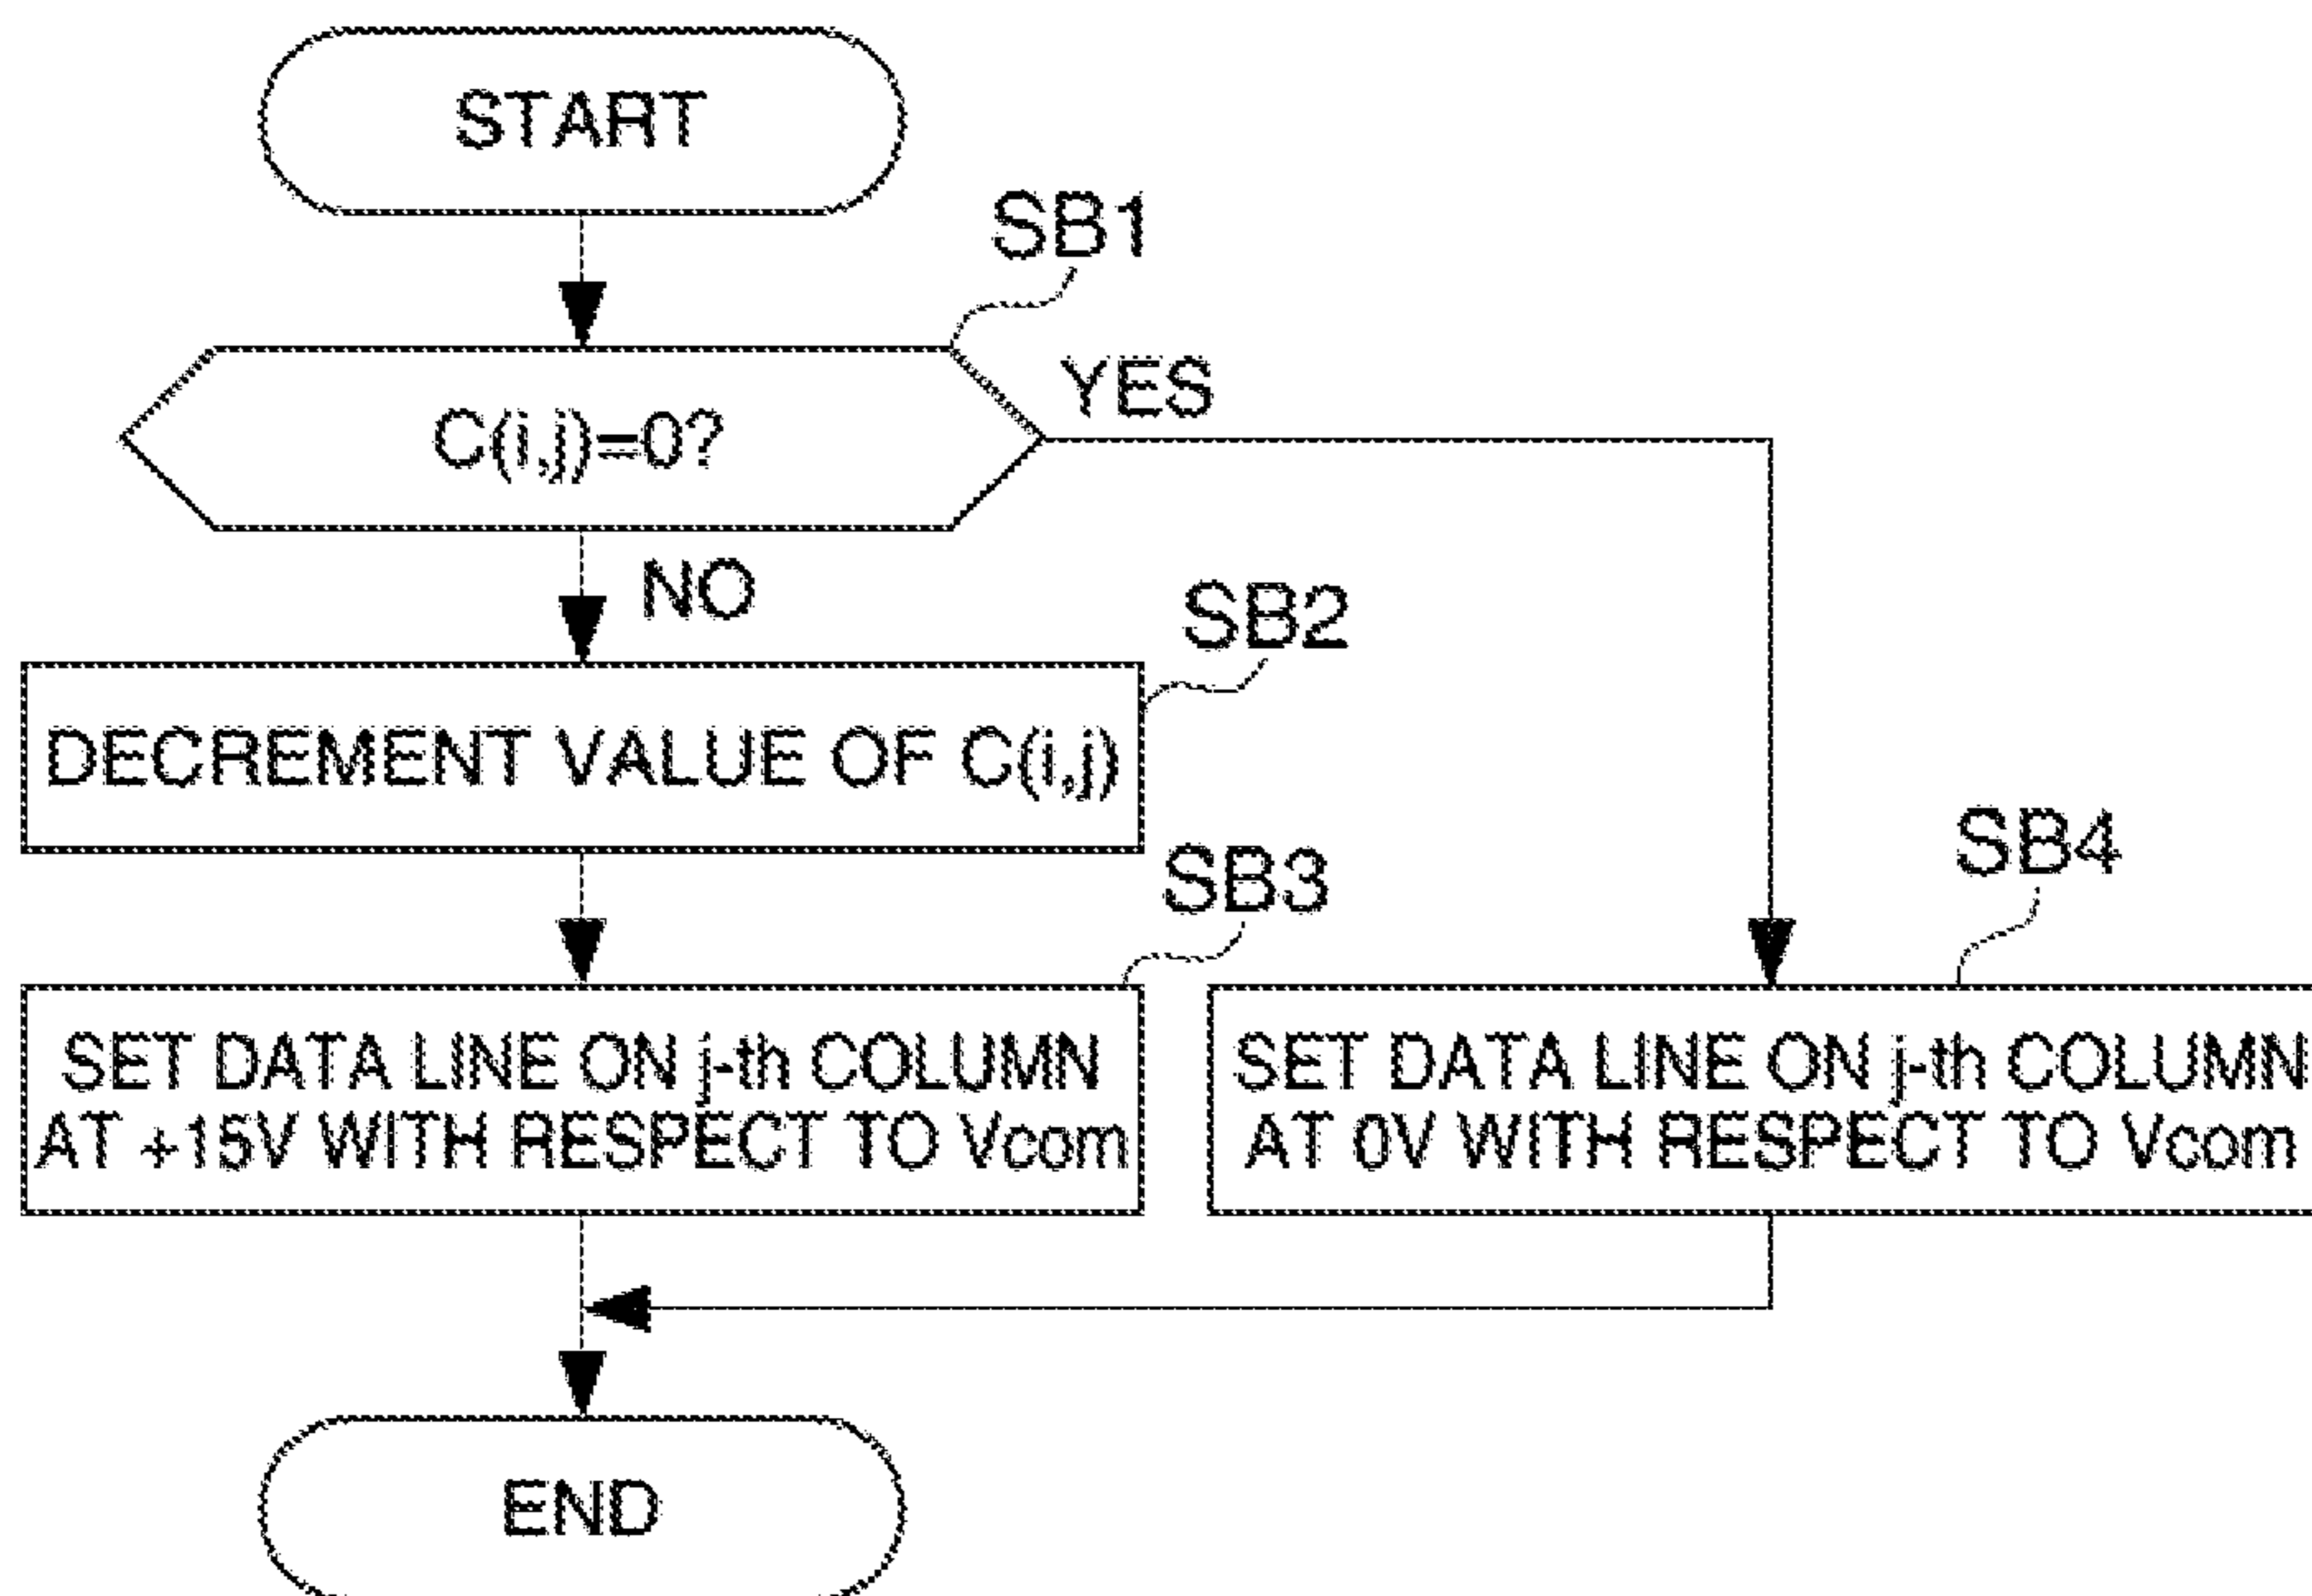 START
SB1
C(i,j)=0?
YES
NO
SB2
DECREMENT VALUE OF C(i,j)
SB3
SB4
SET DATA LINE ON j-th COLUMN
AT +15V WITH RESPECT TO Vcom
SET DATA LINE ON j-th COLUMN
AT 0V WITH RESPECT TO Vcom
END